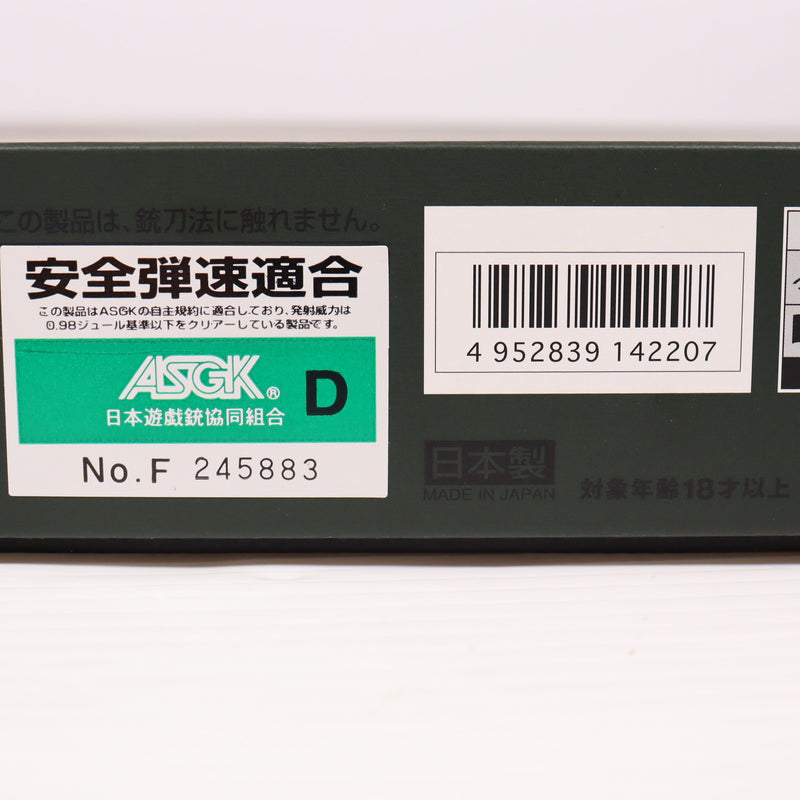 この製品は、銃刀法に触れません。
安全弾速適合
この製品はASGKの自主規約に適合しており、発射威力は
0.98ジュール基準以下をクリアーしている製品です。
ASGK® D
日本遊戯銃協同組合
No.F 245883
4 952839 142207
日本製
MADE IN JAPAN
対象年齢18才以上